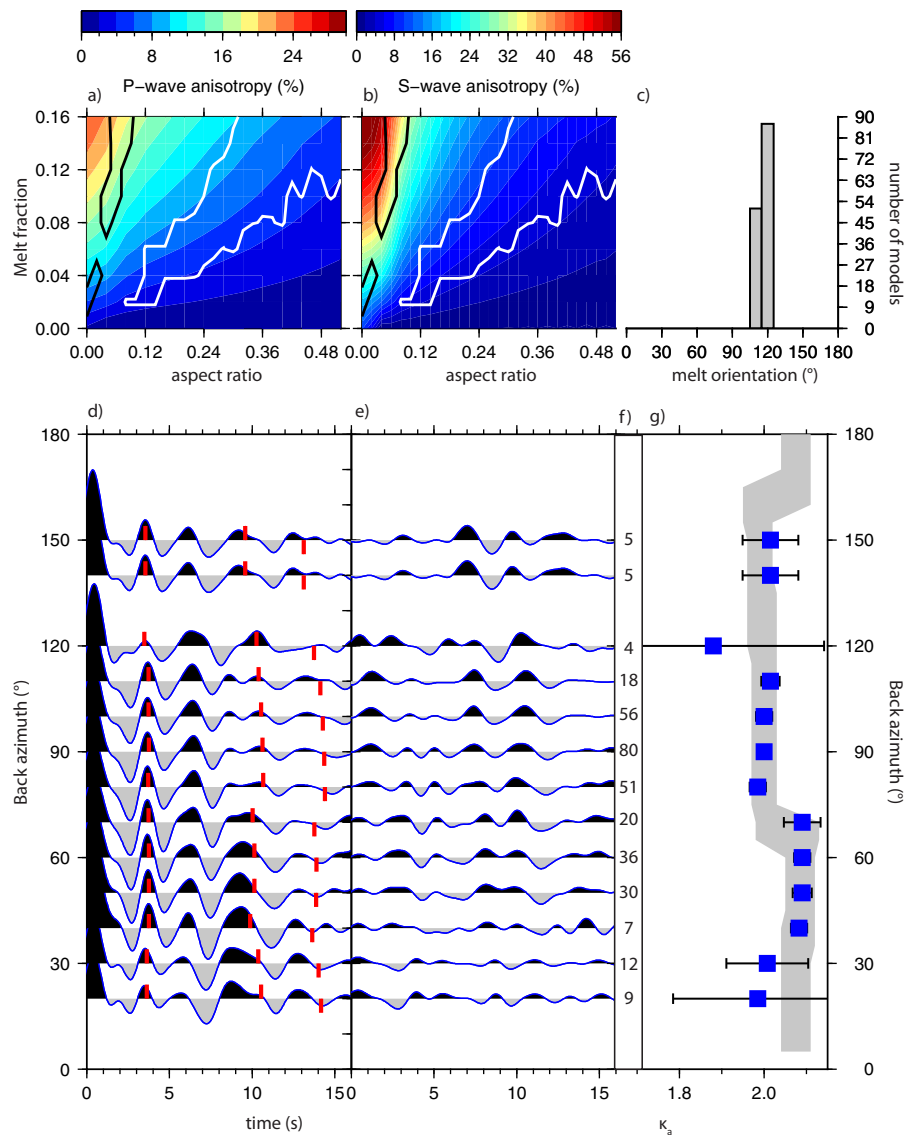 0 8 16 24
0 8 16 24 32 40 48 56
P-wave anisotropy (%)
S-wave anisotropy (%)
a)
b)
c)
0.16
0.12
0.08
0.04
0.00
Melt fraction
0.00 0.12 0.24 0.36 0.48
aspect ratio
0.00 0.12 0.24 0.36 0.48
aspect ratio
90
81
72
63
54
45
36
27
18
9
0
number of models
0 30 60 90 120 150 180
melt orientation (°)
d)
e)
f)
g)
180
150
120
90
60
30
0
Back azimuth (°)
0 5 10 15
time (s)
0 5 10 15
5
5
4
18
56
80
51
20
36
30
7
12
9
1.8 2.0
κa
180
150
120
90
60
30
0
Back azimuth (°)